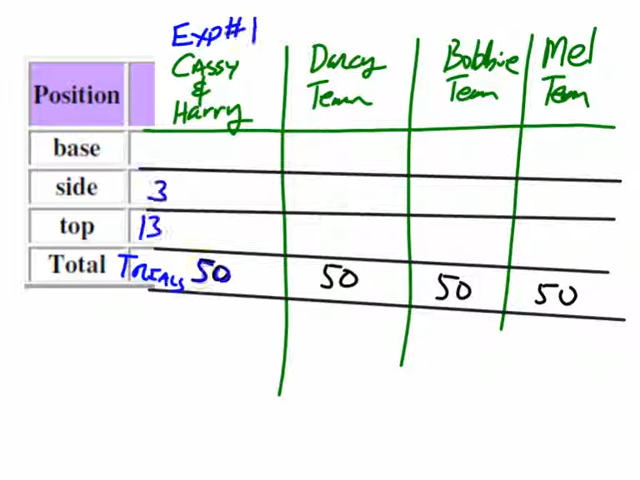 Exp#1
Cassy & Harry
Darcy Team
Bobbie Team
Mel Team
Position
base
side 3
top 13
Total Totals 50 50 50 50